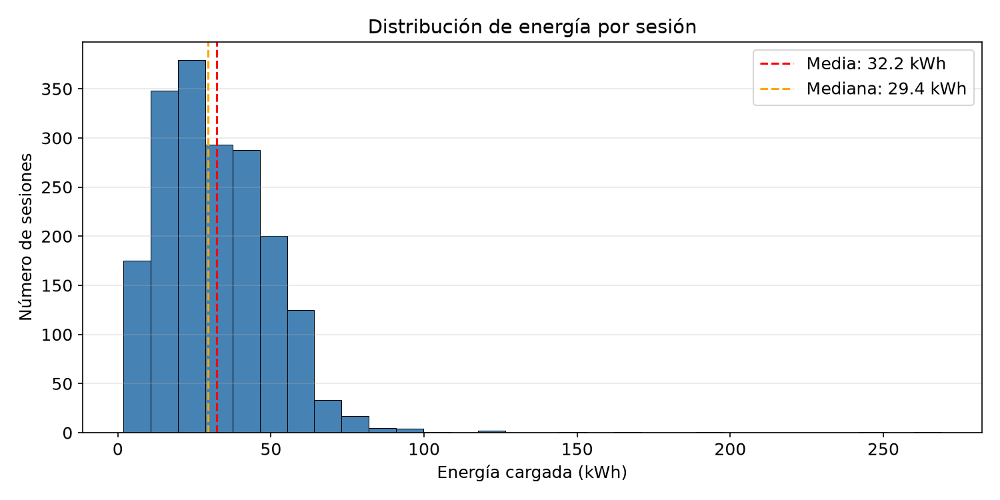 Distribución de energía por sesión
Media: 32.2 kWh
Mediana: 29.4 kWh
Número de sesiones
350
300
250
200
150
100
50
0
0 50 100 150 200 250
Energía cargada (kWh)